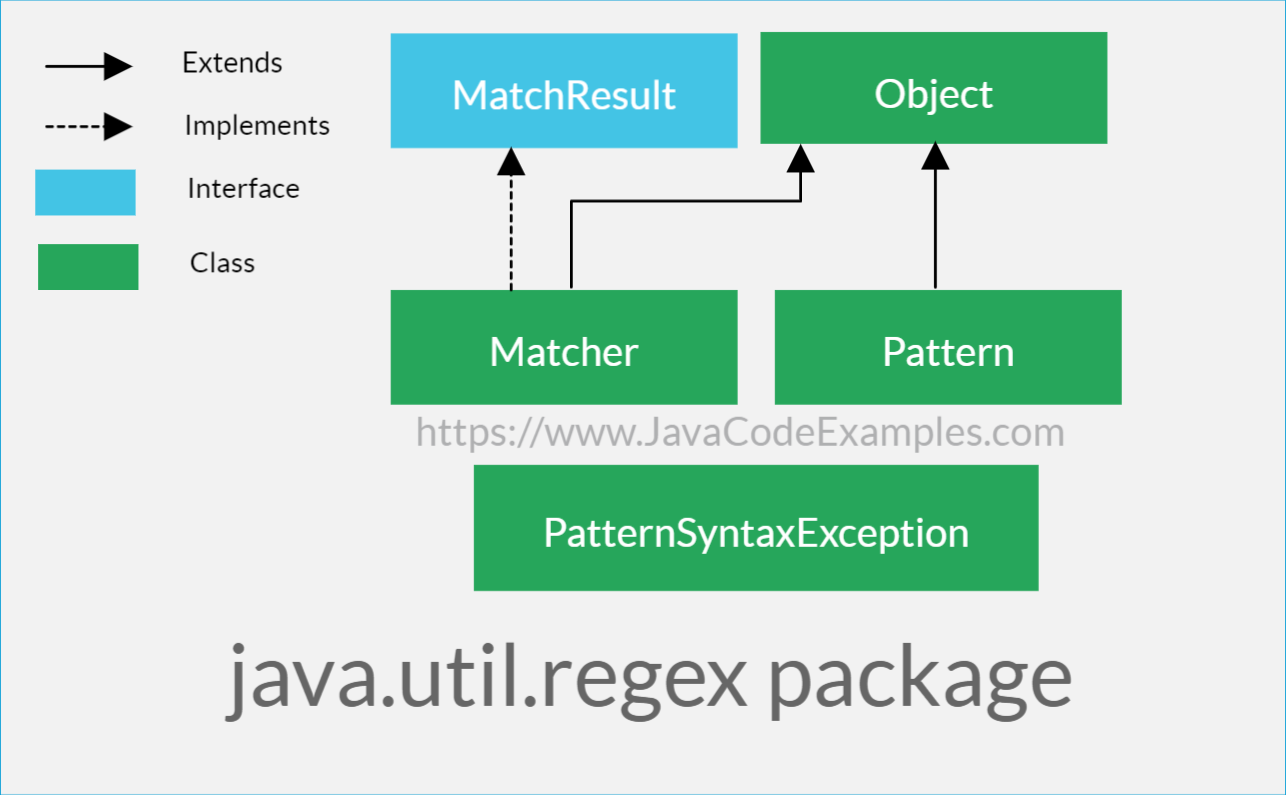 Extends
Implements
Interface
Class
MatchResult
Object
Matcher
Pattern
https://www.JavaCodeExamples.com
PatternSyntaxException
java.util.regex package